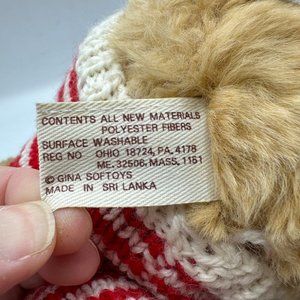 CONTENTS ALL NEW MATERIALS
POLYESTER FIBERS
SURFACE WASHABLE
REG NO OHIO 18724, PA. 4178
ME. 32506, MASS. 1161
© GINA SOFTOYS
MADE IN SRI LANKA